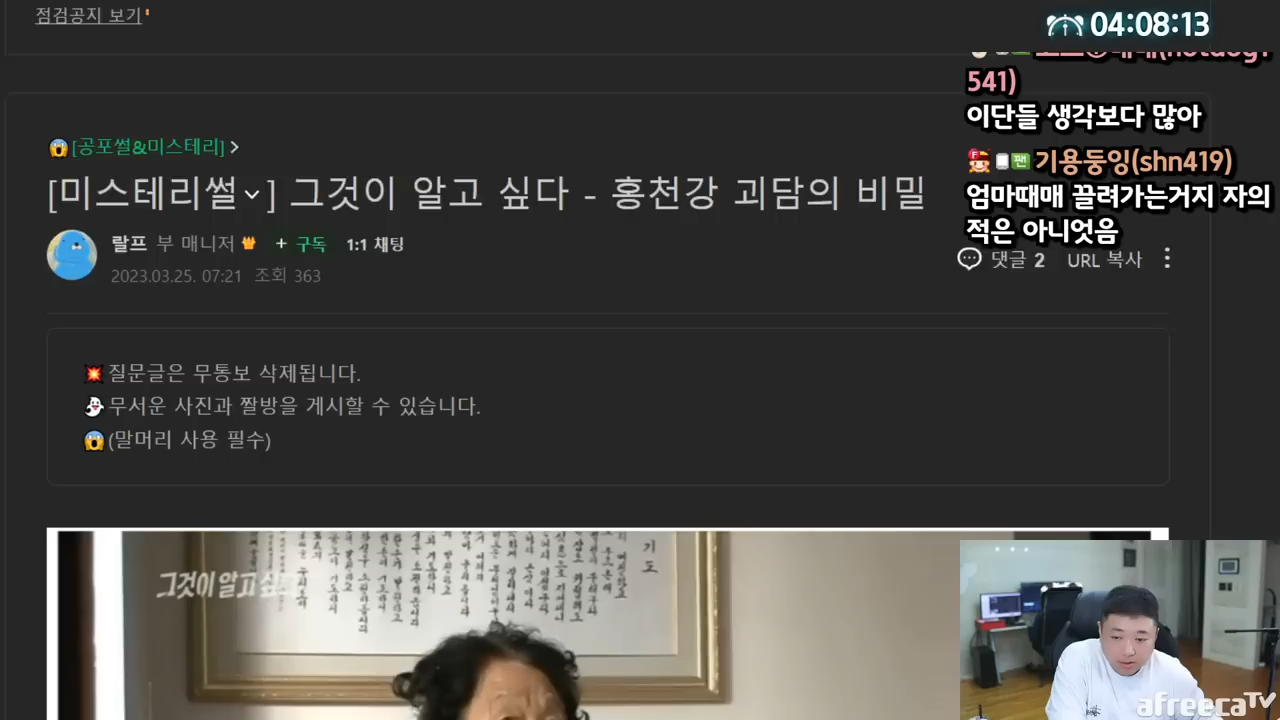 점검공지 보기
04:08:13
541)
이단들 생각보다 많아
기용둥잉(shn419)
엄마때매 끌려가는거지 자의
적은 아니엇음
😱[공포썰&미스테리]
[미스테리썰] 그것이 알고 싶다 - 홍천강 괴담의 비밀
랄프 부 매니저 + 구독 1:1 채팅
2023.03.25. 07:21 조회 363
댓글 2 URL 복사
💥질문글은 무통보 삭제됩니다.
👻무서운 사진과 짤방을 게시할 수 있습니다.
😱(말머리 사용 필수)
그것이 알고 싶다
기도
afreecaTV